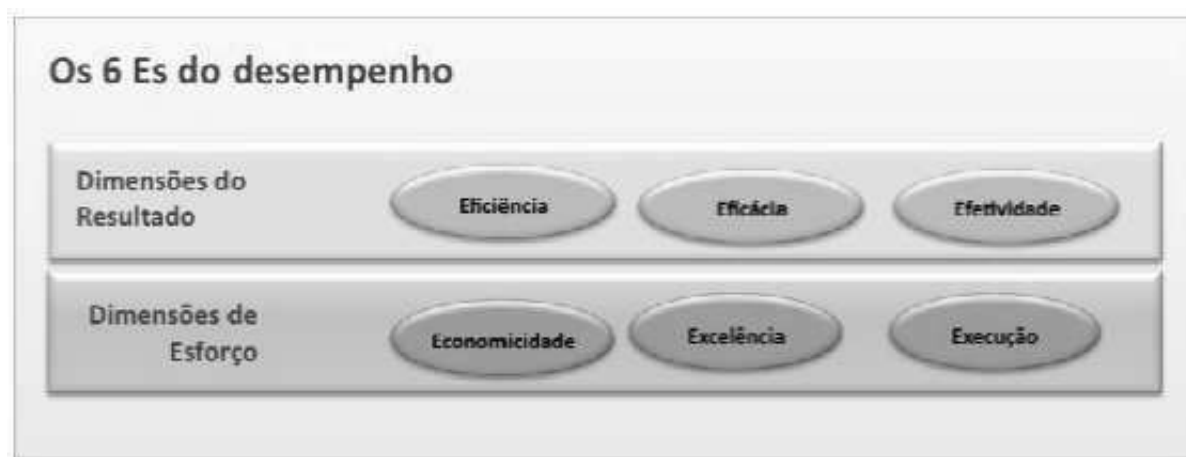 Os 6 Es do desempenho
Dimensões do
Resultado
Eficiência
Eficácia
Efetividade
Dimensões de
Esforço
Economicidade
Excelência
Execução